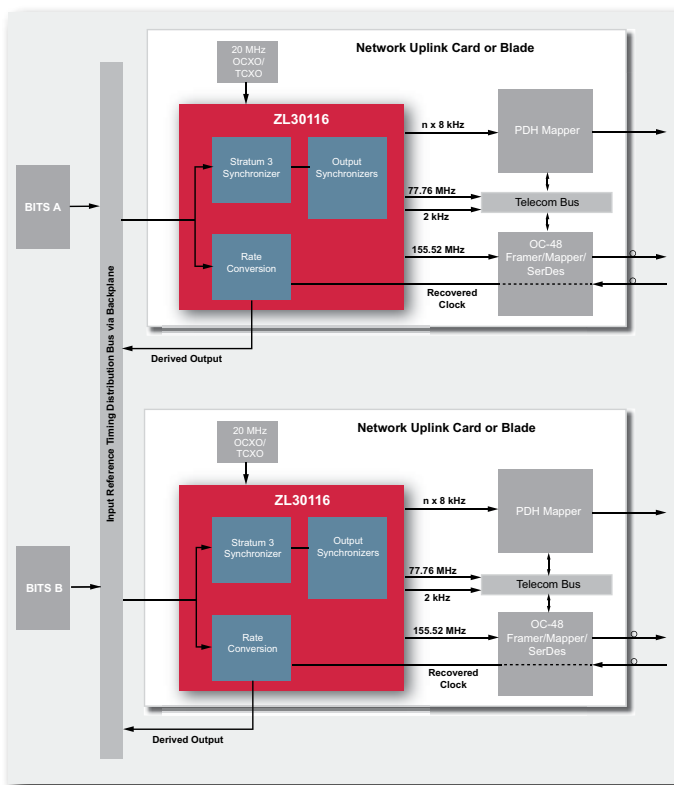 Network Uplink Card or Blade
20 MHz
OCXO/
TCXO
ZL30116
Stratum 3
Synchronizer
Output
Synchronizers
Rate
Conversion
n x 8 kHz
77.76 MHz
2 kHz
155.52 MHz
Recovered
Clock
PDH Mapper
Telecom Bus
OC-48
Framer/Mapper/
SerDes
Derived Output
BITS A
Input Reference Timing Distribution Bus via Backplane
BITS B
Network Uplink Card or Blade
20 MHz
OCXO/
TCXO
ZL30116
Stratum 3
Synchronizer
Output
Synchronizers
Rate
Conversion
n x 8 kHz
77.76 MHz
2 kHz
155.52 MHz
Recovered
Clock
PDH Mapper
Telecom Bus
OC-48
Framer/Mapper/
SerDes
Derived Output